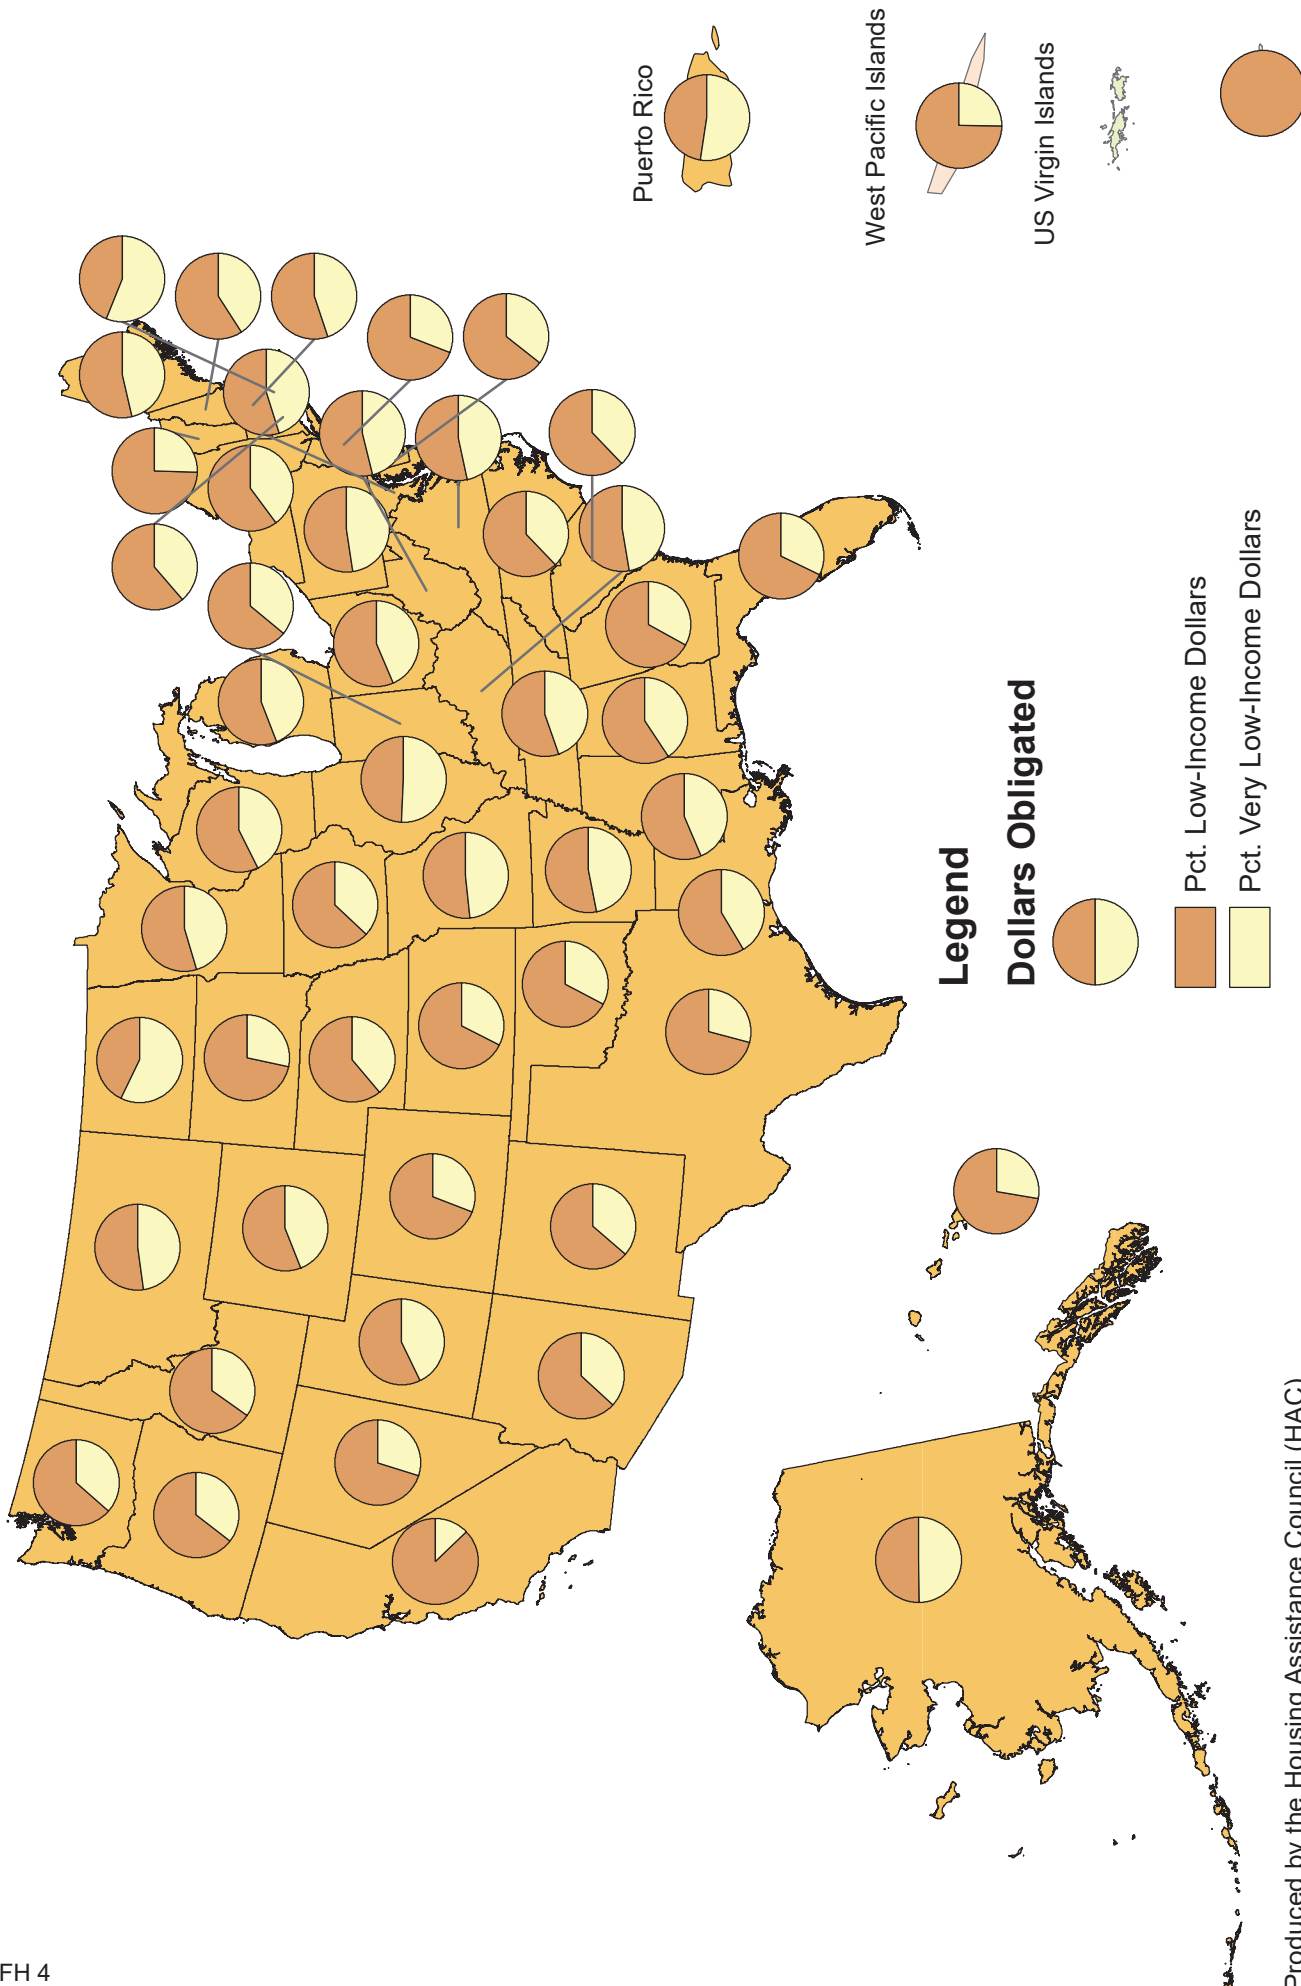 Puerto Rico
West Pacific Islands
US Virgin Islands
Legend
Dollars Obligated
Pct. Low-Income Dollars
Pct. Very Low-Income Dollars
Produced by the Housing Assistance Council (HAC)
FH 4